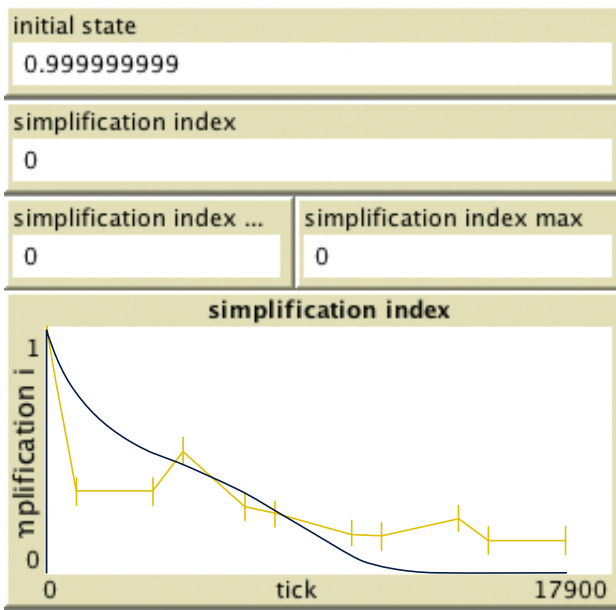 initial state
0.999999999
simplification index
0
simplification index ...
simplification index max
0
0
simplification index
1
mplification i
0
0
tick
17900